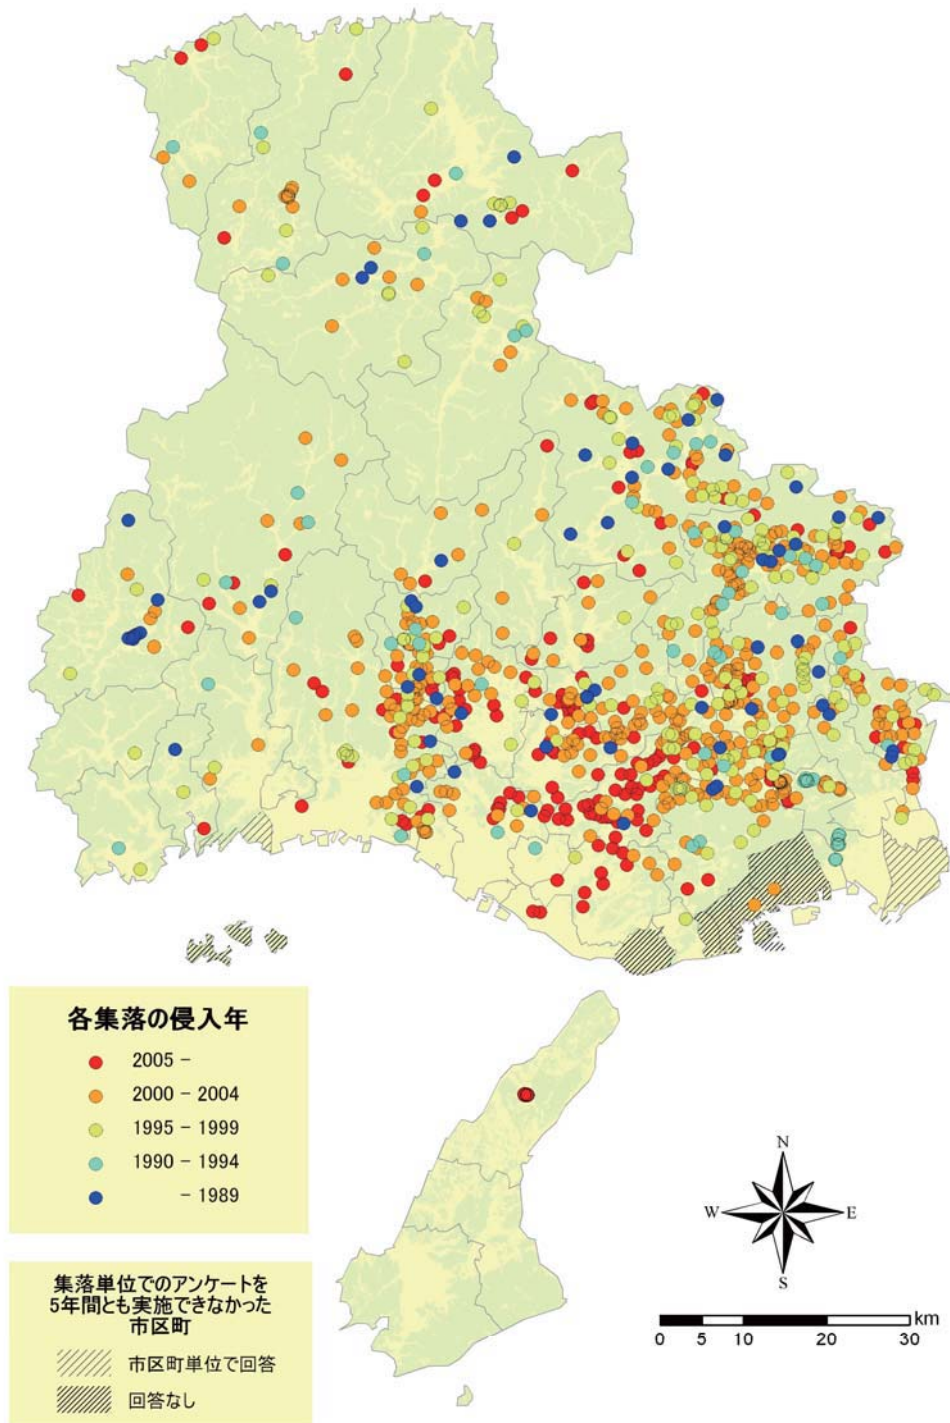 各集落の侵入年
2005 -
2000 - 2004
1995 - 1999
1990 - 1994
- 1989
集落単位でのアンケートを
5年間とも実施できなかった
市区町
市区町単位で回答
回答なし
N
W E
S
km
0 5 10 20 30